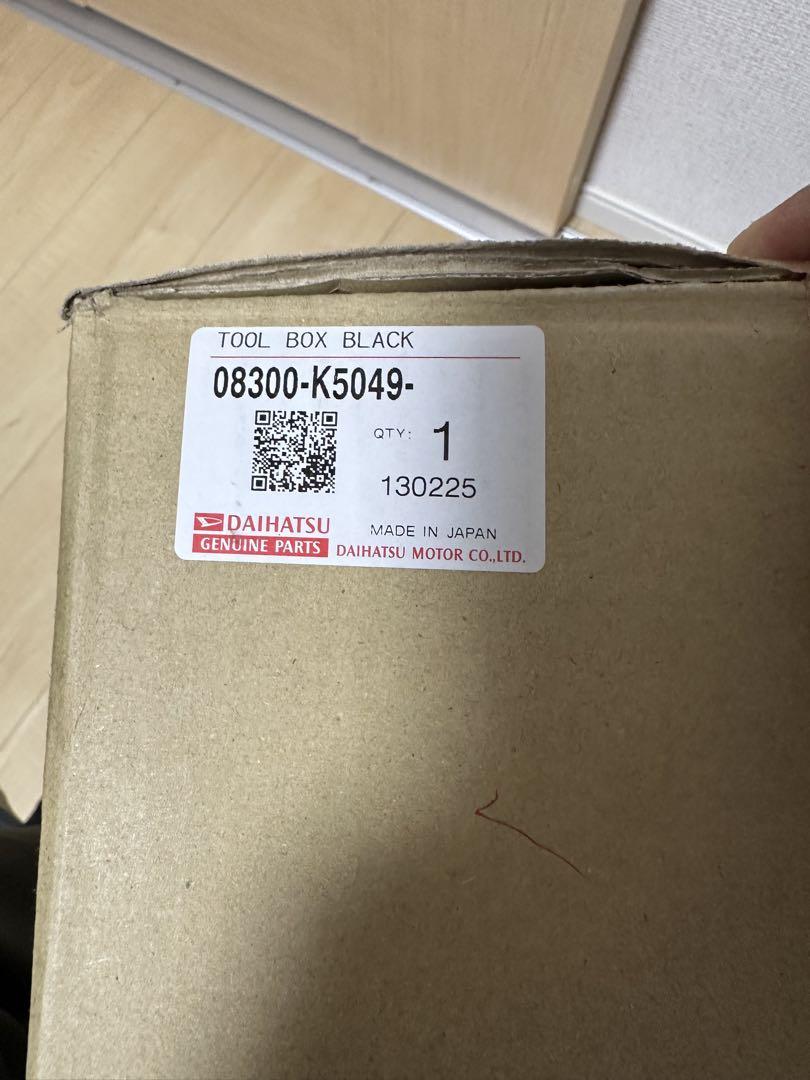 TOOL BOX BLACK
08300-K5049-
QTY: 1
130225
DAIHATSU
GENUINE PARTS
MADE IN JAPAN
DAIHATSU MOTOR CO.,LTD.